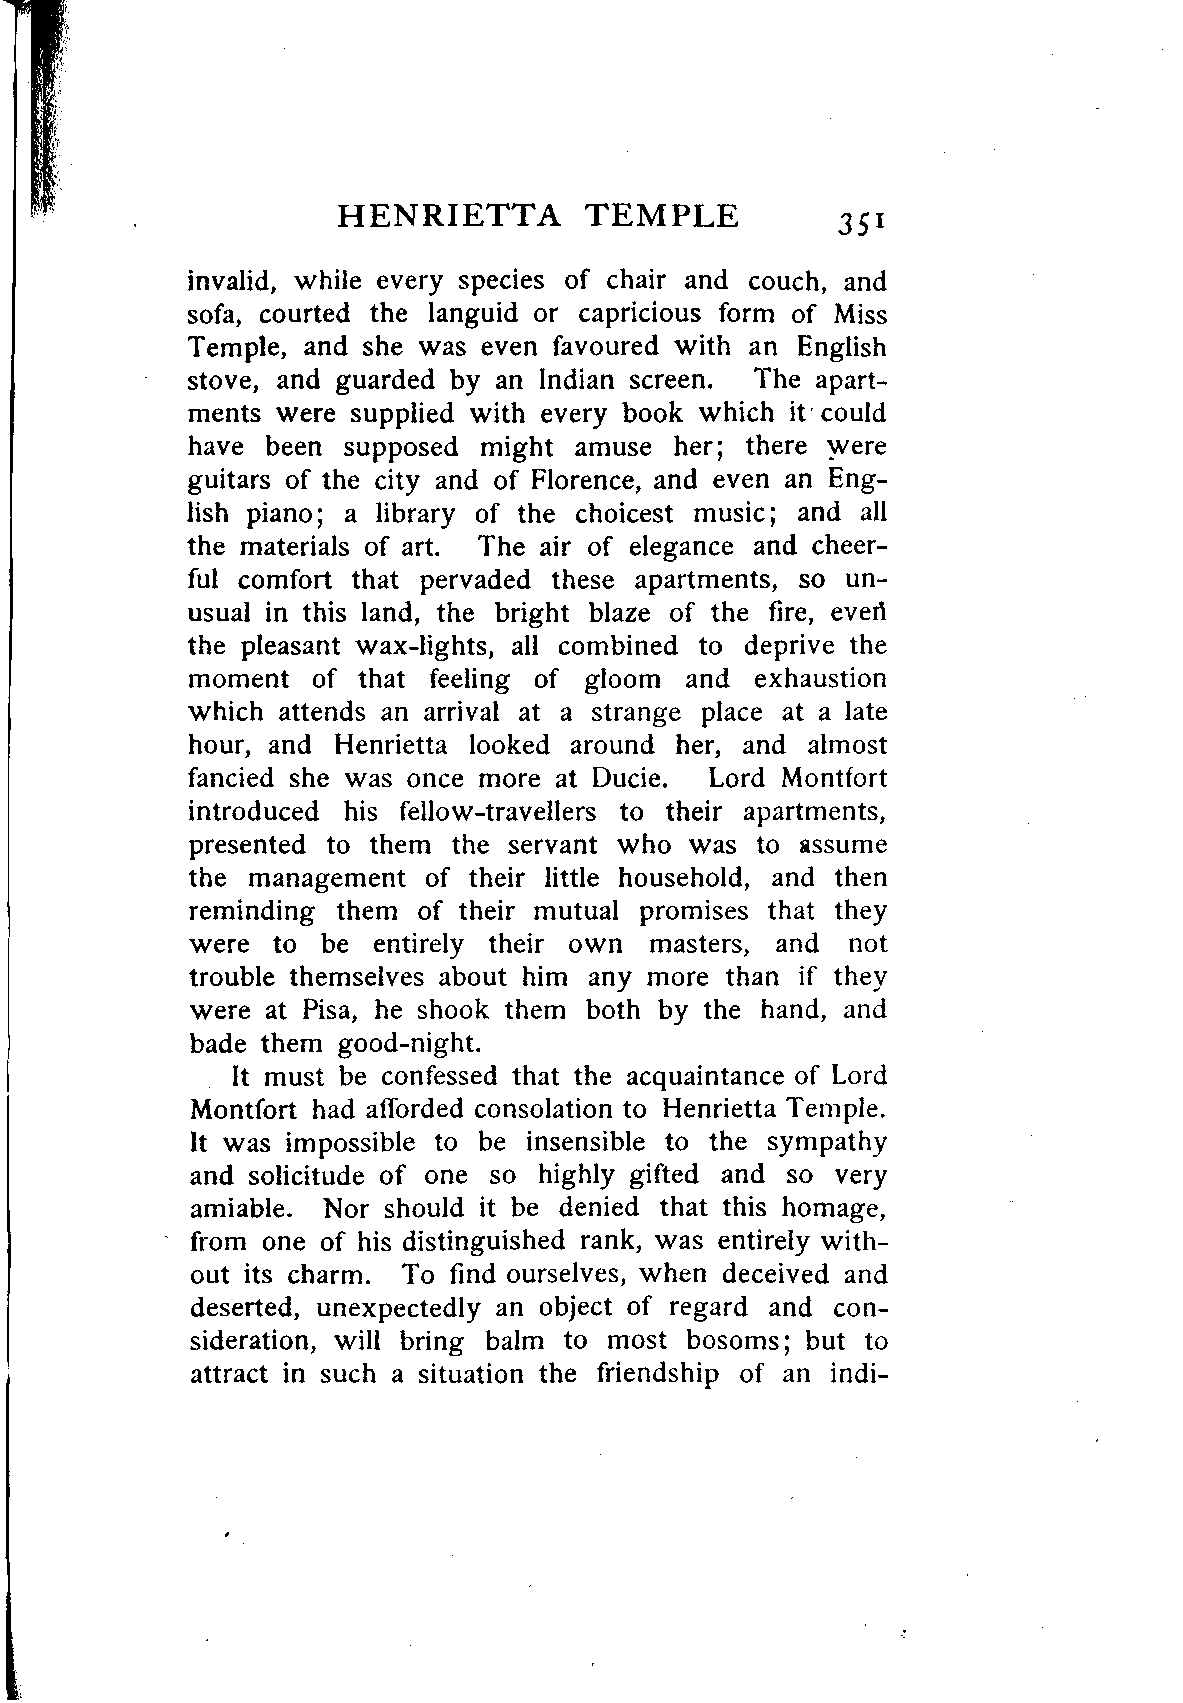 HENRIETTA TEMPLE 351
invalid, while every species of chair and couch, and
sofa, courted the languid or capricious form of Miss
Temple, and she was even favoured with an English
stove, and guarded by an Indian screen. The apart-
ments were supplied with every book which it could
have been supposed might amuse her; there were
guitars of the city and of Florence, and even an Eng-
lish piano; a library of the choicest music; and all
the materials of art. The air of elegance and cheer-
ful comfort that pervaded these apartments, so un-
usual in this land, the bright blaze of the fire, even
the pleasant wax-lights, all combined to deprive the
moment of that feeling of gloom and exhaustion
which attends an arrival at a strange place at a late
hour, and Henrietta looked around her, and almost
fancied she was once more at Ducie. Lord Montfort
introduced his fellow-travellers to their apartments,
presented to them the servant who was to assume
the management of their little household, and then
reminding them of their mutual promises that they
were to be entirely their own masters, and not
trouble themselves about him any more than if they
were at Pisa, he shook them both by the hand, and
bade them good-night.
It must be confessed that the acquaintance of Lord
Montfort had afforded consolation to Henrietta Temple.
It was impossible to be insensible to the sympathy
and solicitude of one so highly gifted and so very
amiable. Nor should it be denied that this homage,
from one of his distinguished rank, was entirely with-
out its charm. To find ourselves, when deceived and
deserted, unexpectedly an object of regard and con-
sideration, will bring balm to most bosoms; but to
attract in such a situation the friendship of an indi-